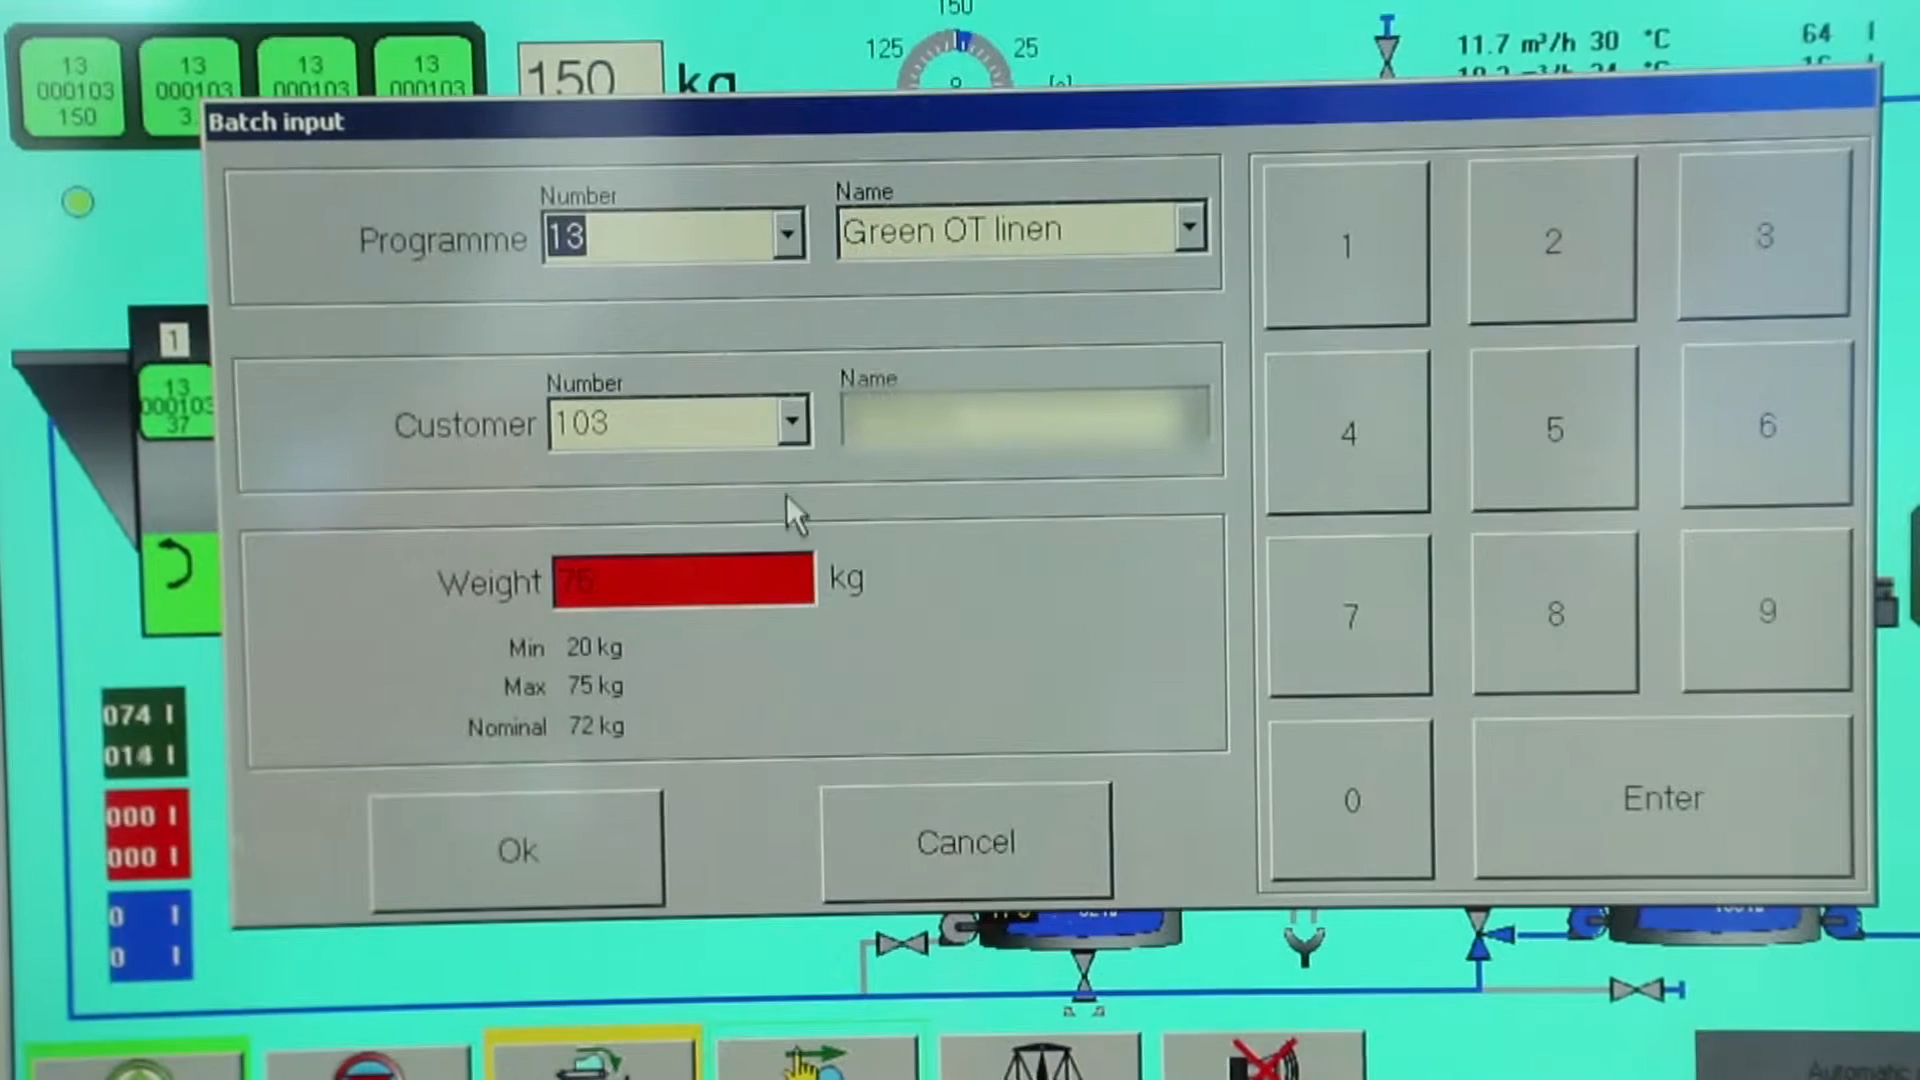 13
000103
150
13
000103
3
13
000103
13
000103
150 kg
150
125
25
0
11.7 m³/h 30 °C
64 l
Batch input
Number
Name
Programme 13
Green OT linen
Number
Name
Customer 103
Weight
kg
Min 20 kg
Max 75 kg
Nominal 72 kg
Ok
Cancel
1
2
3
4
5
6
7
8
9
0
Enter
1
13
000103
37
074 l
014 l
000 l
000 l
0 l
0 l
Automatic